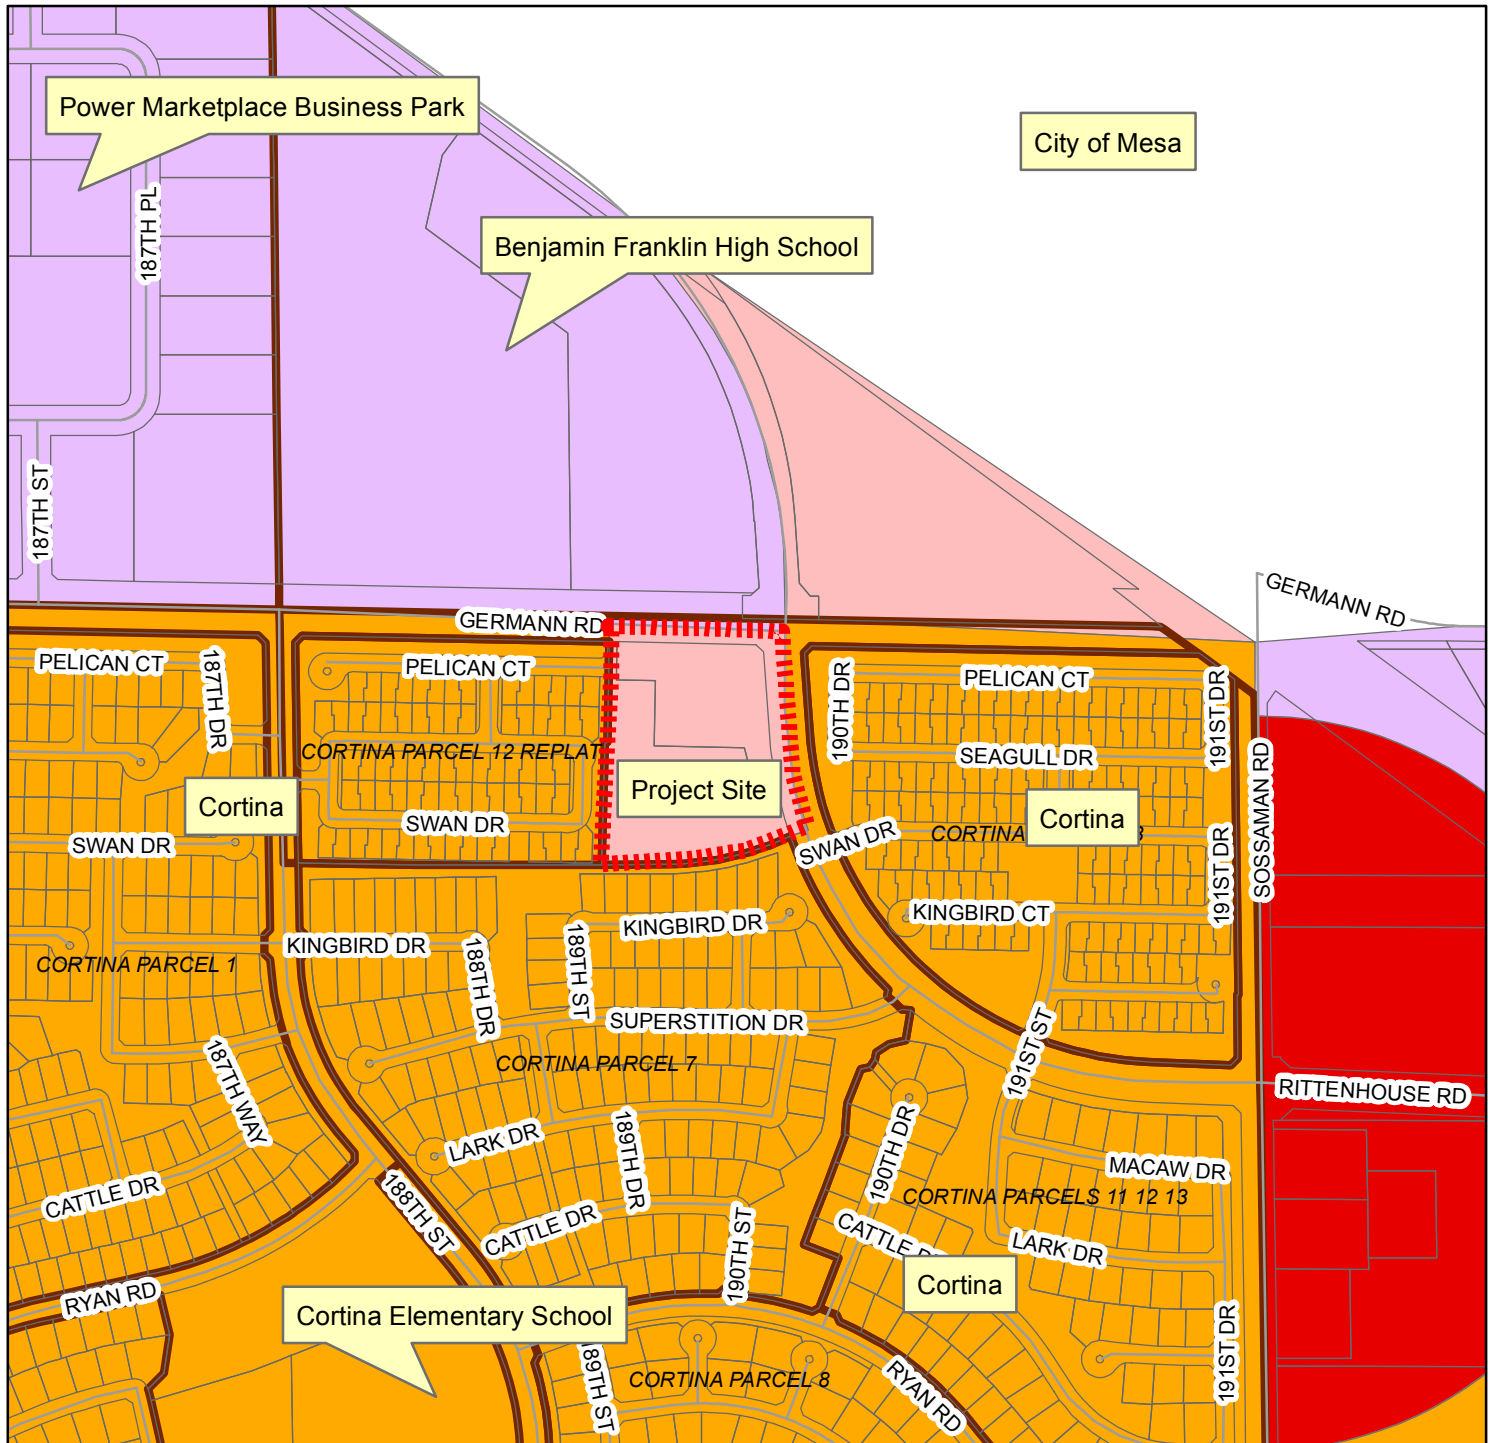 Power Marketplace Business Park
City of Mesa
187TH PL
Benjamin Franklin High School
187TH ST
GERMANN RD
GERMANN RD
PELICAN CT
187TH DR
PELICAN CT
190TH DR
PELICAN CT
191ST DR
CORTINA PARCEL 12 REPLAT
SEAGULL DR
SOSSAMAN RD
Project Site
Cortina
Cortina
SWAN DR
SWAN DR
SWAN DR
CORTINA
191ST DR
KINGBIRD CT
KINGBIRD DR
KINGBIRD DR
CORTINA PARCEL 1
188TH DR
189TH ST
SUPERSTITION DR
CORTINA PARCEL 7
191ST ST
187TH WAY
RITTENHOUSE RD
LARK DR
189TH DR
190TH DR
MACAW DR
CATTLE DR
188TH ST
CORTINA PARCELS 11 12 13
CATTLE DR
190TH ST
CATTLE
LARK DR
RYAN RD
Cortina
Cortina Elementary School
189TH ST
CORTINA PARCEL 8
RYAN RD
191ST DR